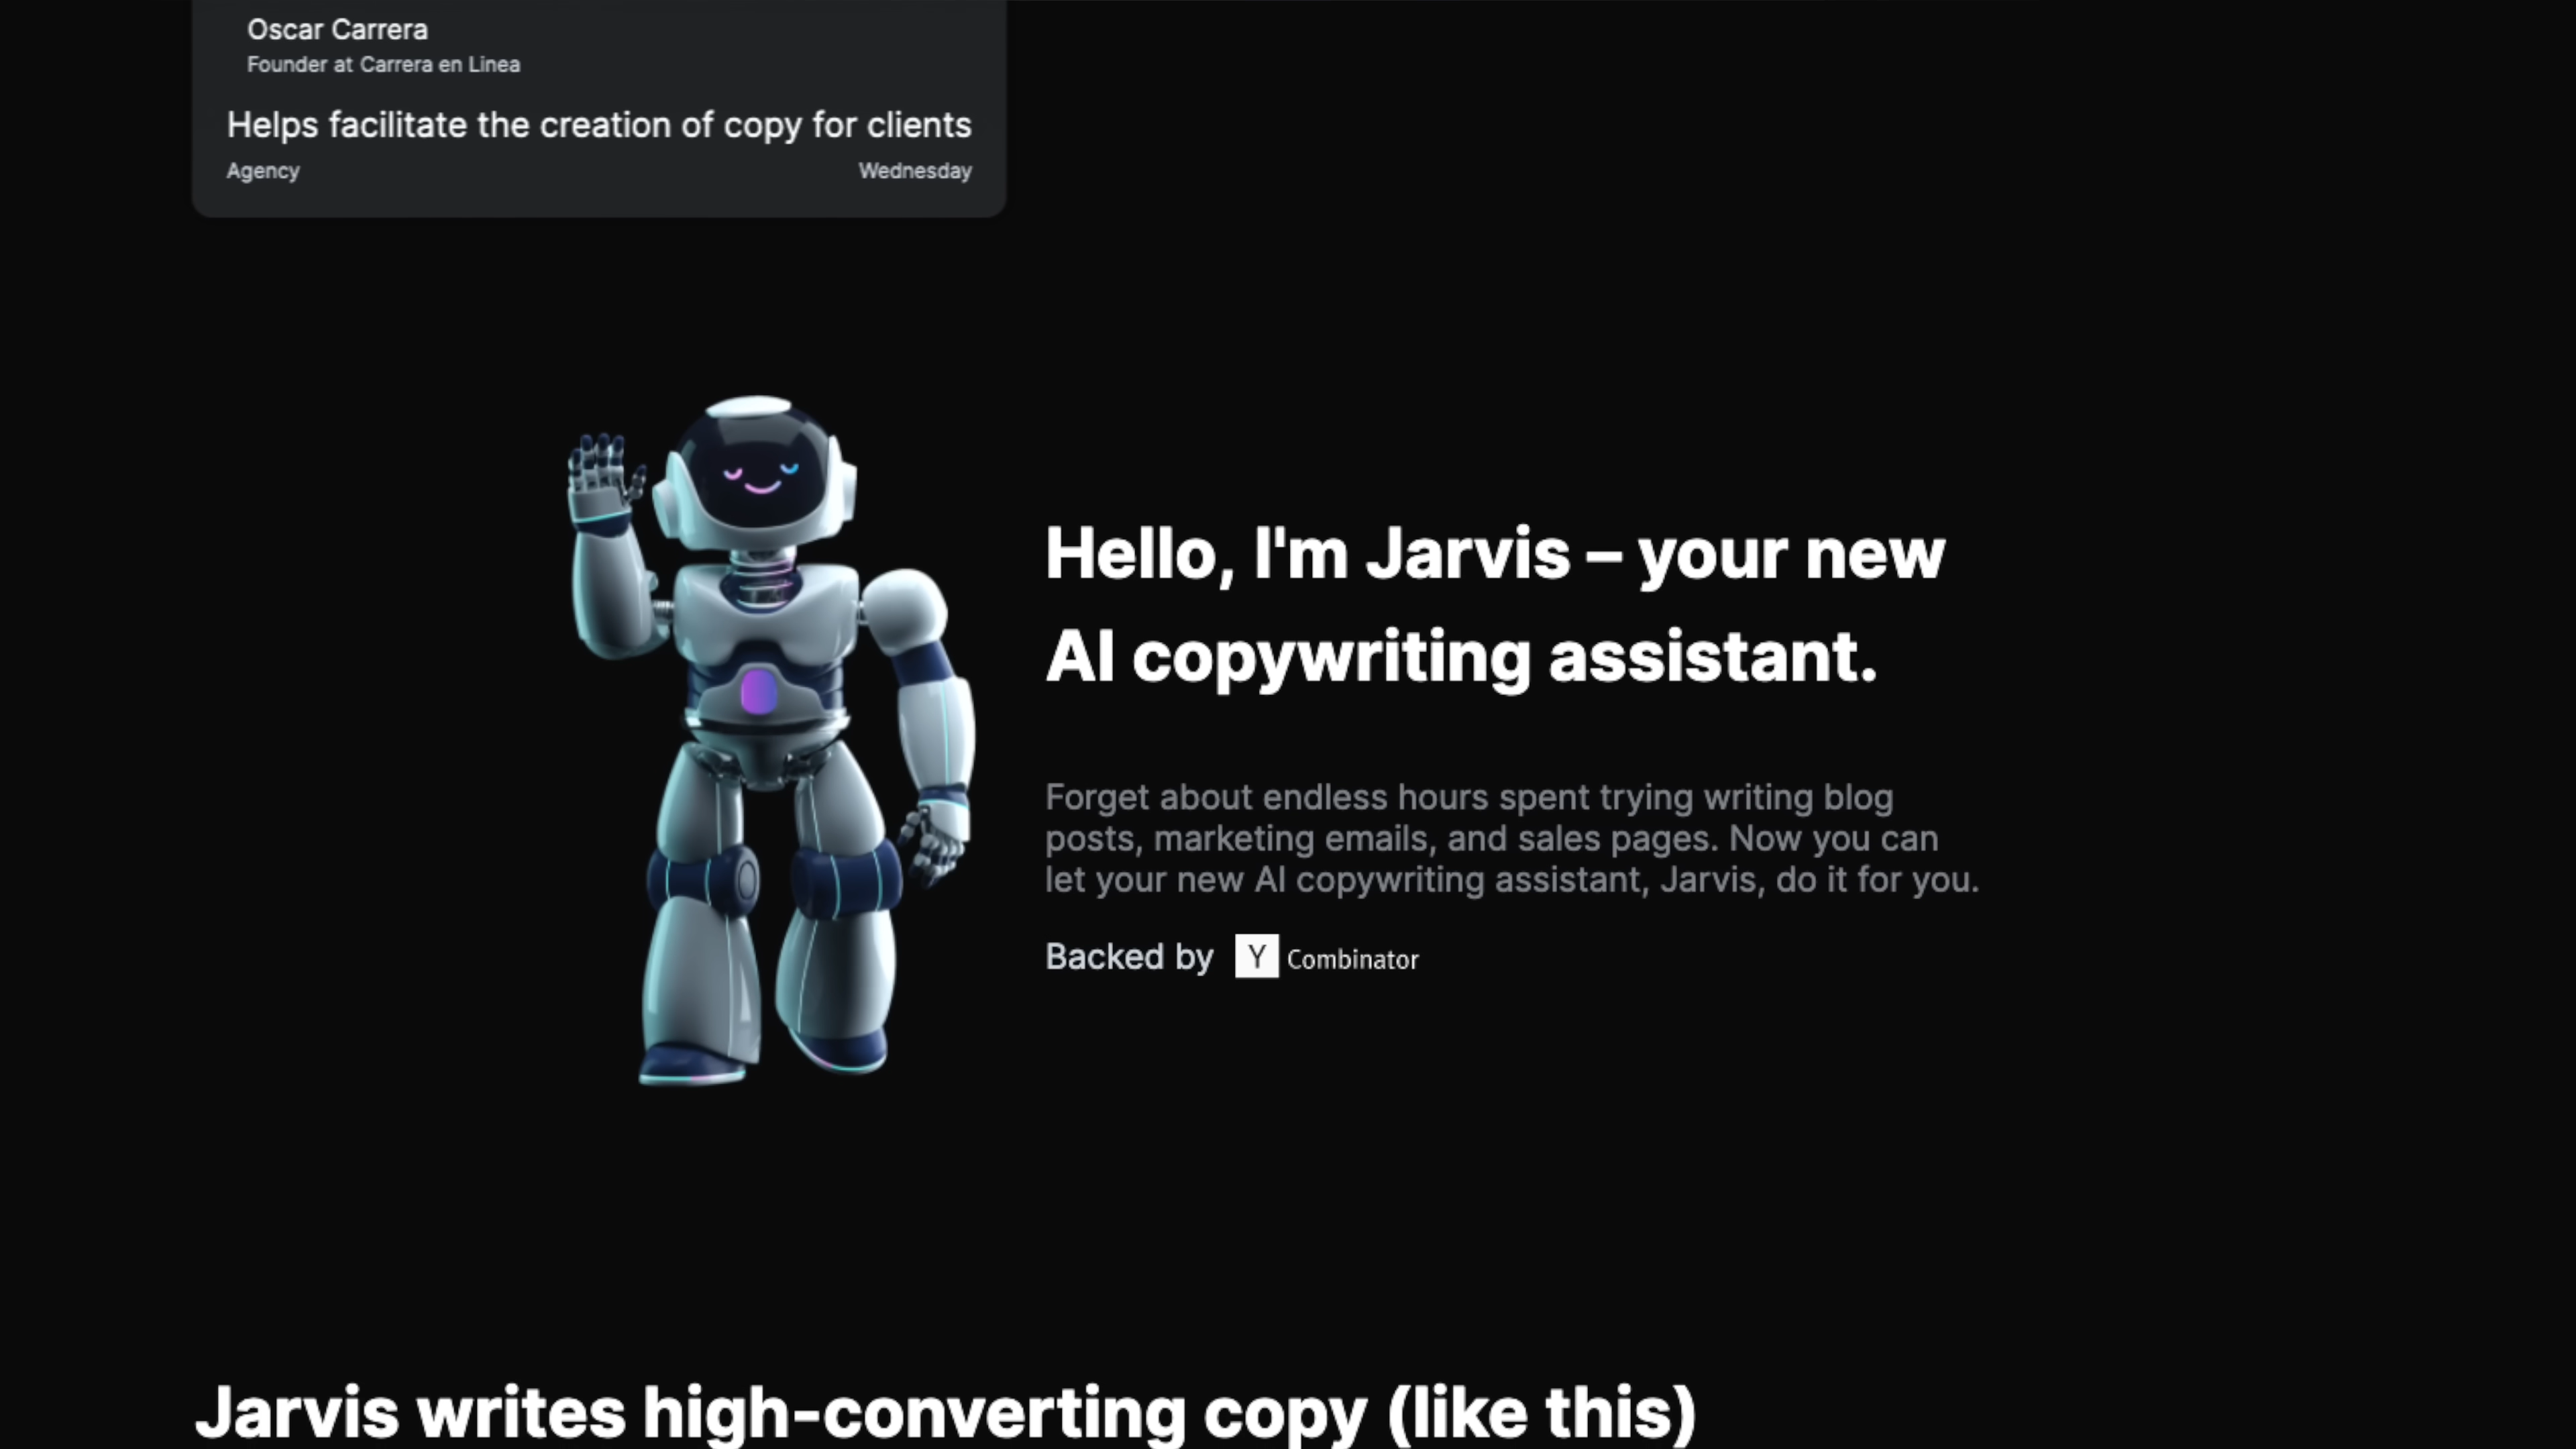 Oscar Carrera
Founder at Carrera en Linea
Helps facilitate the creation of copy for clients
Agency
Wednesday
Hello, I'm Jarvis – your new
AI copywriting assistant.
Forget about endless hours spent trying writing blog
posts, marketing emails, and sales pages. Now you can
let your new AI copywriting assistant, Jarvis, do it for you.
Backed by Y Combinator
Jarvis writes high-converting copy (like this)